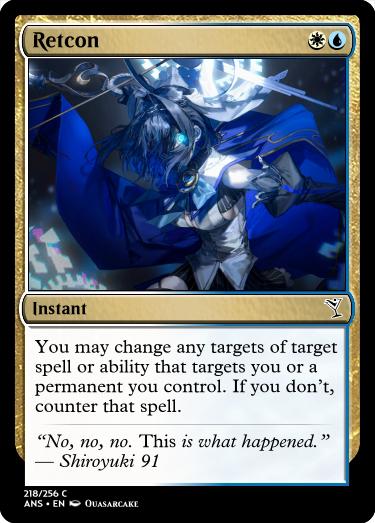 Retcon
Instant
You may change any targets of target
spell or ability that targets you or a
permanent you control. If you don't,
counter that spell.
“No, no, no. This is what happened.”
— Shiroyuki 91
218/256 C
ANS • EN Quasarcake